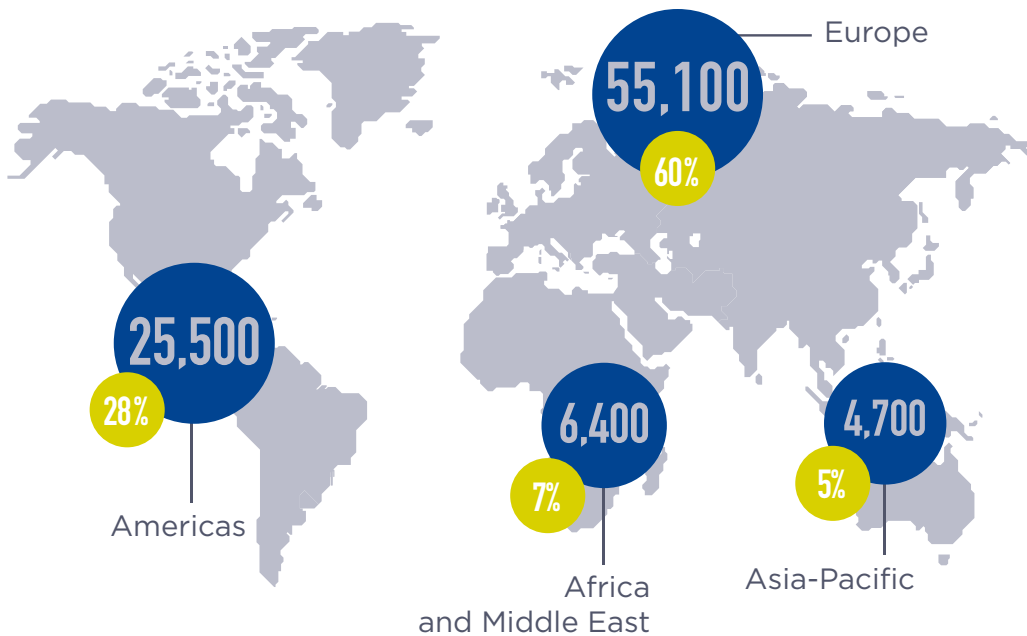 Europe
55,100
60%
25,500
28%
Americas
6,400
7%
Africa
and Middle East
4,700
5%
Asia-Pacific